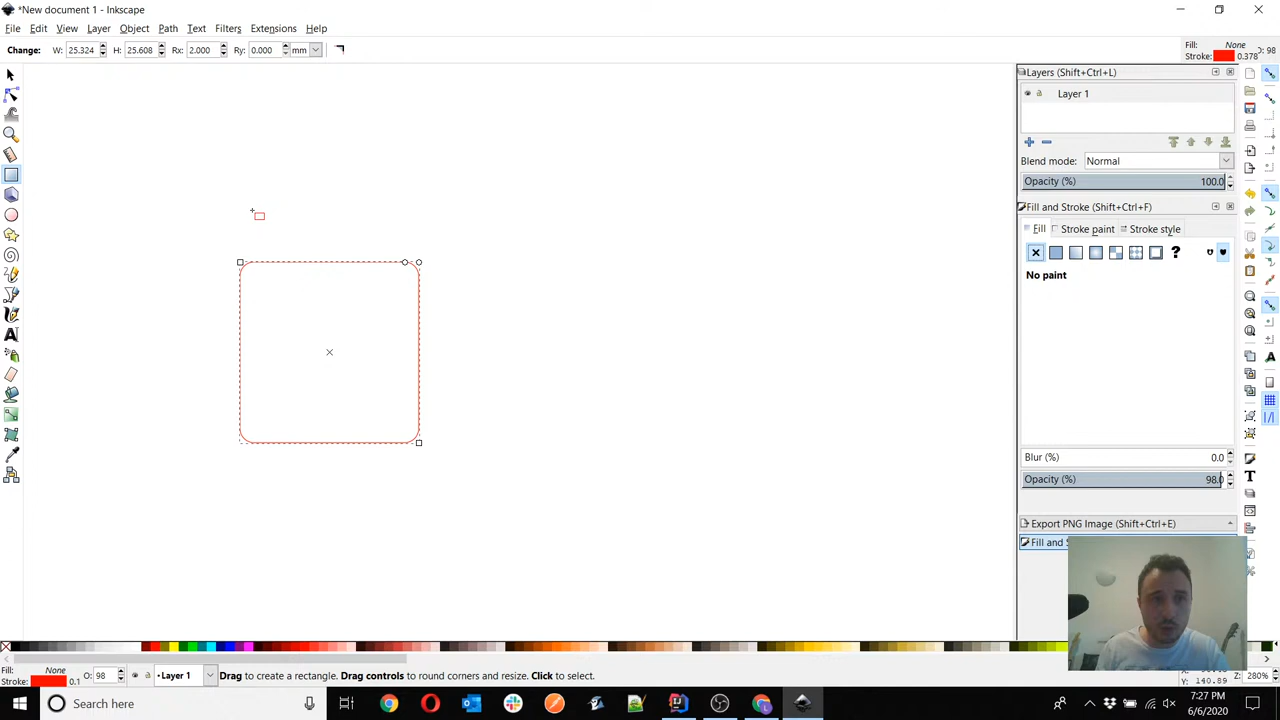 *New document 1 - Inkscape
File Edit View Layer Object Path Text Filters Extensions Help
Change: W: 25.324 H: 25.608 Rx: 2.000 Ry: 0.000 mm
Fill: None
Stroke: 0.378
O: 98
Layers (Shift+Ctrl+L)
Layer 1
Blend mode: Normal
Opacity (%) 100.0
Fill and Stroke (Shift+Ctrl+F)
Fill Stroke paint Stroke style
?
No paint
Blur (%) 0.0
Opacity (%) 98.0
Export PNG Image (Shift+Ctrl+E)
Fill and
Fill: None
Stroke: 0.1 O: 98 Layer 1 Drag to create a rectangle. Drag controls to round corners and resize. Click to select.
Y: 140.89 Z: 280%
Search here
7:27 PM
6/6/2020